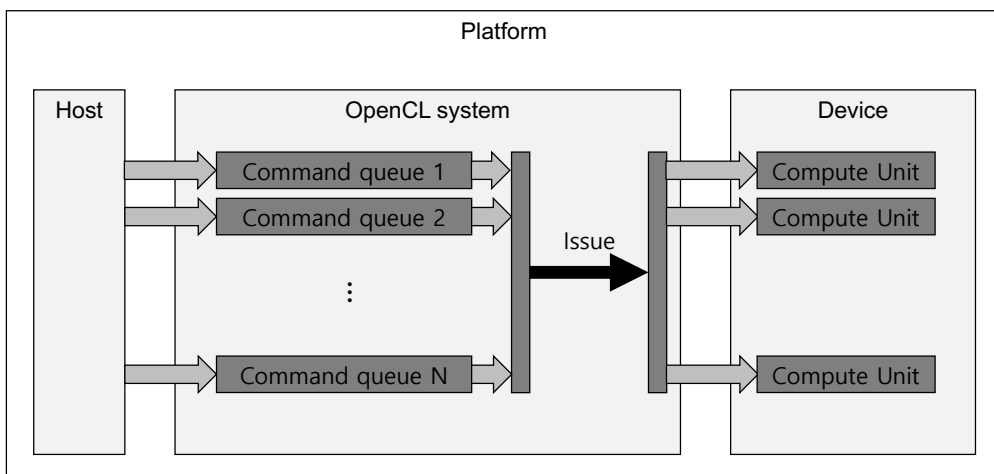 Platform
Host
OpenCL system
Device
Command queue 1
Compute Unit
Command queue 2
Compute Unit
Issue
...
Command queue N
Compute Unit